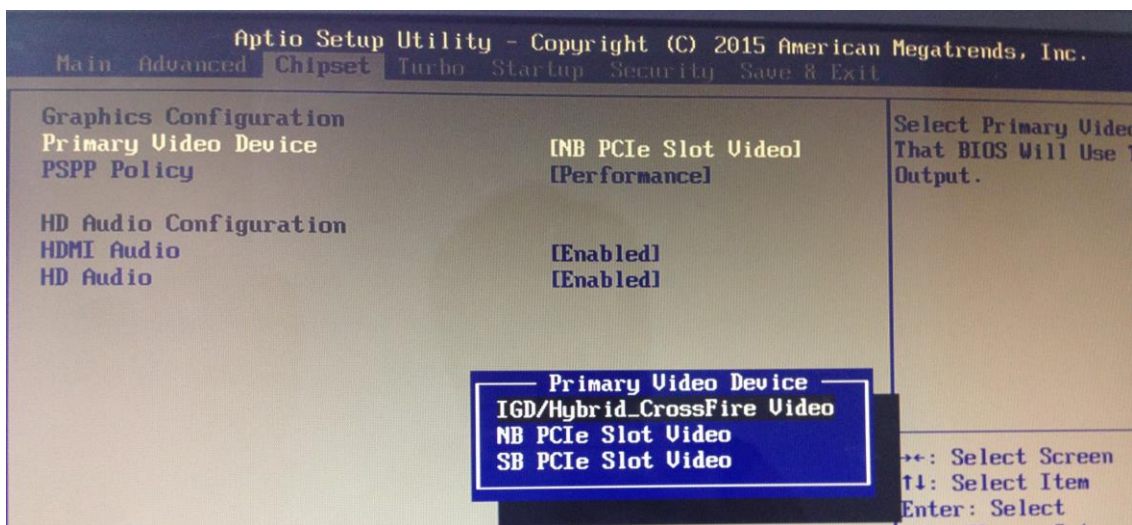 Aptio Setup Utility - Copyright (C) 2015 American Megatrends, Inc.
Main Advanced Chipset Turbo Startup Security Save & Exit
Graphics Configuration
Primary Video Device [NB PCIe Slot Video]
PSPP Policy [Performance]
HD Audio Configuration
HDMI Audio [Enabled]
HD Audio [Enabled]
Select Primary Video
That BIOS Will Use
Output.
Primary Video Device
IGD/Hybrid_CrossFire Video
NB PCIe Slot Video
SB PCIe Slot Video
→←: Select Screen
↑↓: Select Item
Enter: Select